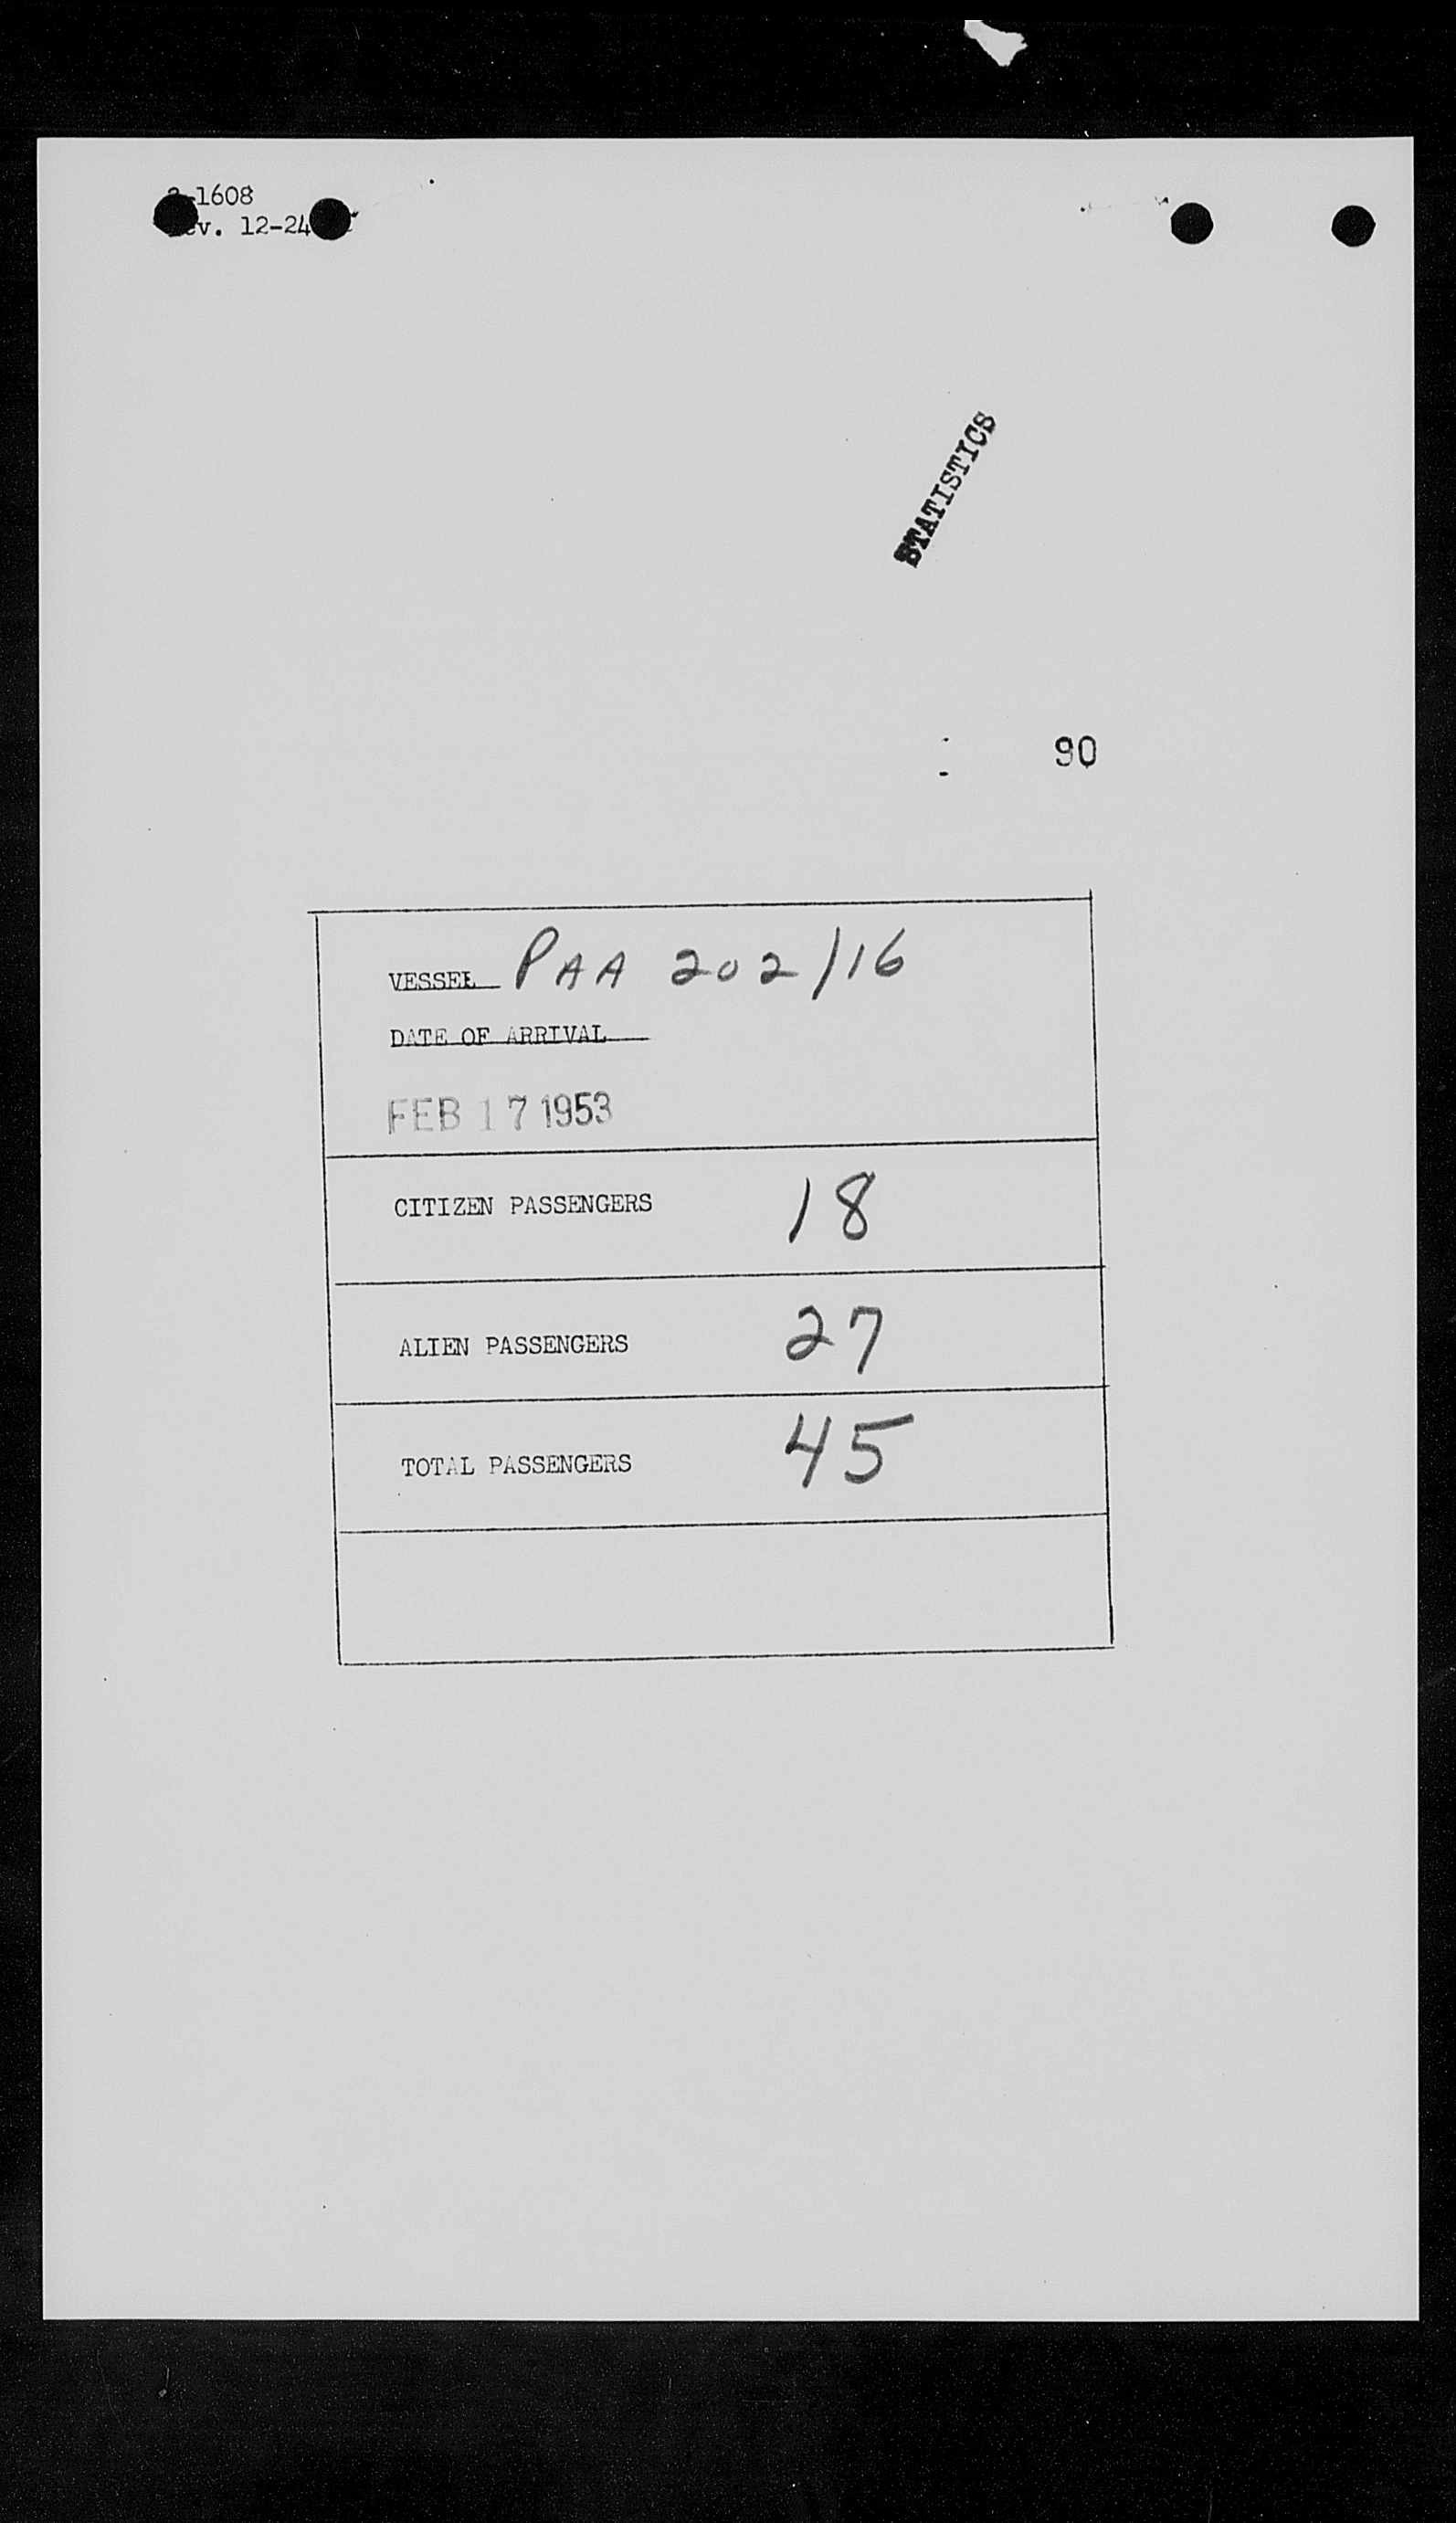 -1608
v. 12-24
STATISTICS
90
VESSEL PAA 202/16
DATE OF ARRIVAL
FEB 17 1953
CITIZEN PASSENGERS 18
ALIEN PASSENGERS 27
TOTAL PASSENGERS 45